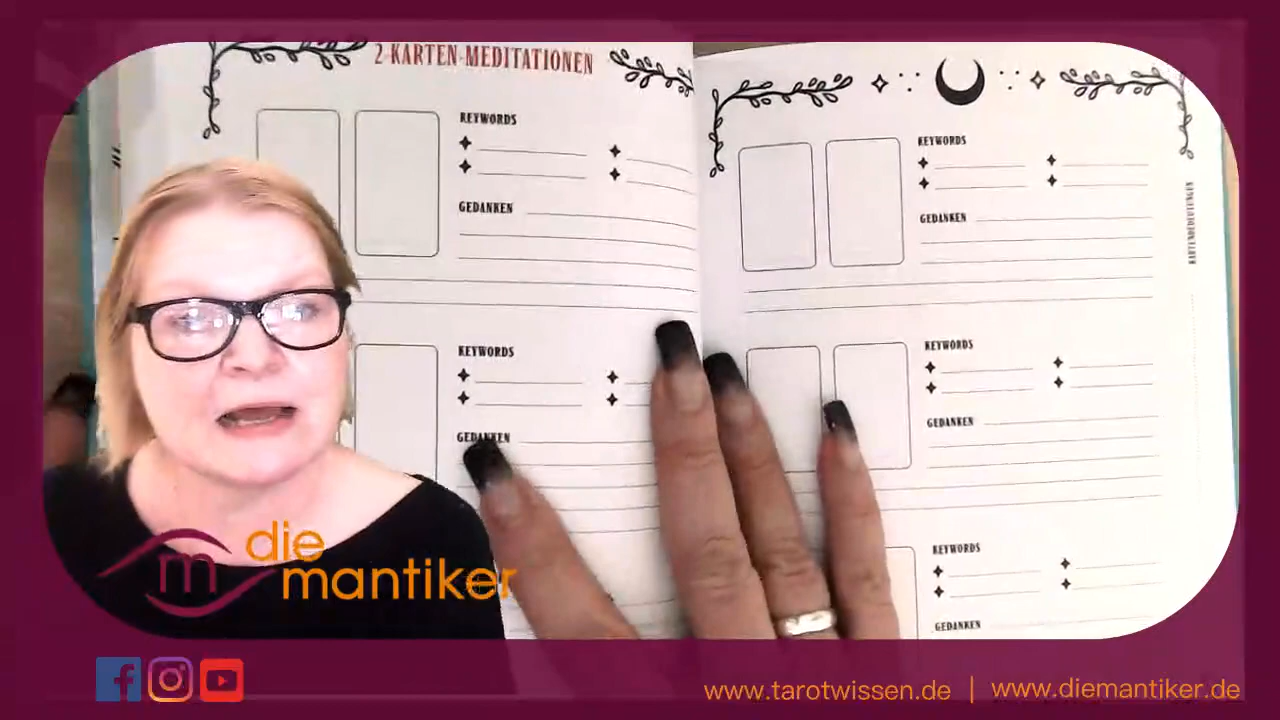 2-KARTEN-MEDITATIONEN
KEYWORDS
GEDANKEN
KEYWORDS
GEDANKEN
KEYWORDS
GEDANKEN
KEYWORDS
GEDANKEN
KEYWORDS
GEDANKEN
KARTENBEDEUTUNGEN
m
die
mantiker
www.tarotwissen.de | www.diemantiker.de